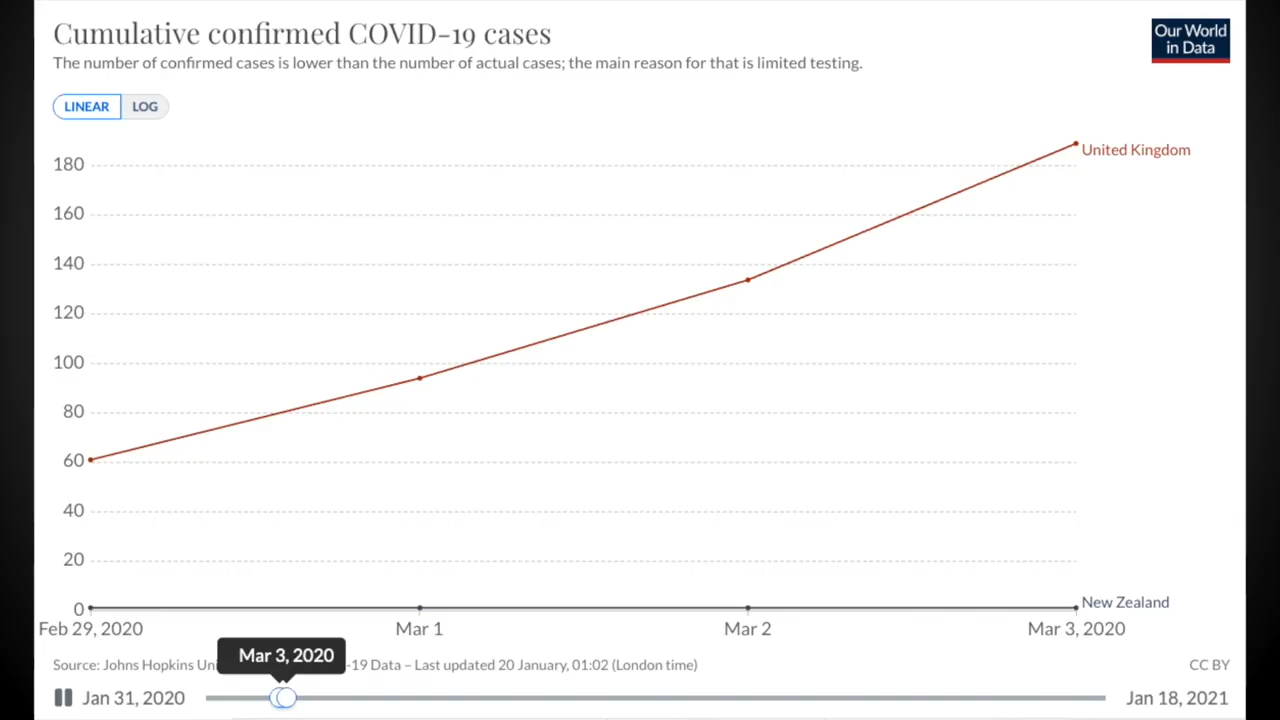 Cumulative confirmed COVID-19 cases
Our World
in Data
The number of confirmed cases is lower than the number of actual cases; the main reason for that is limited testing.
LINEAR LOG
United Kingdom
180
160
140
120
100
80
60
40
20
0
New Zealand
Feb 29, 2020 Mar 1 Mar 2 Mar 3, 2020
Mar 3, 2020
Source: Johns Hopkins -19 Data – Last updated 20 January, 01:02 (London time) CC BY
Jan 31, 2020 Jan 18, 2021